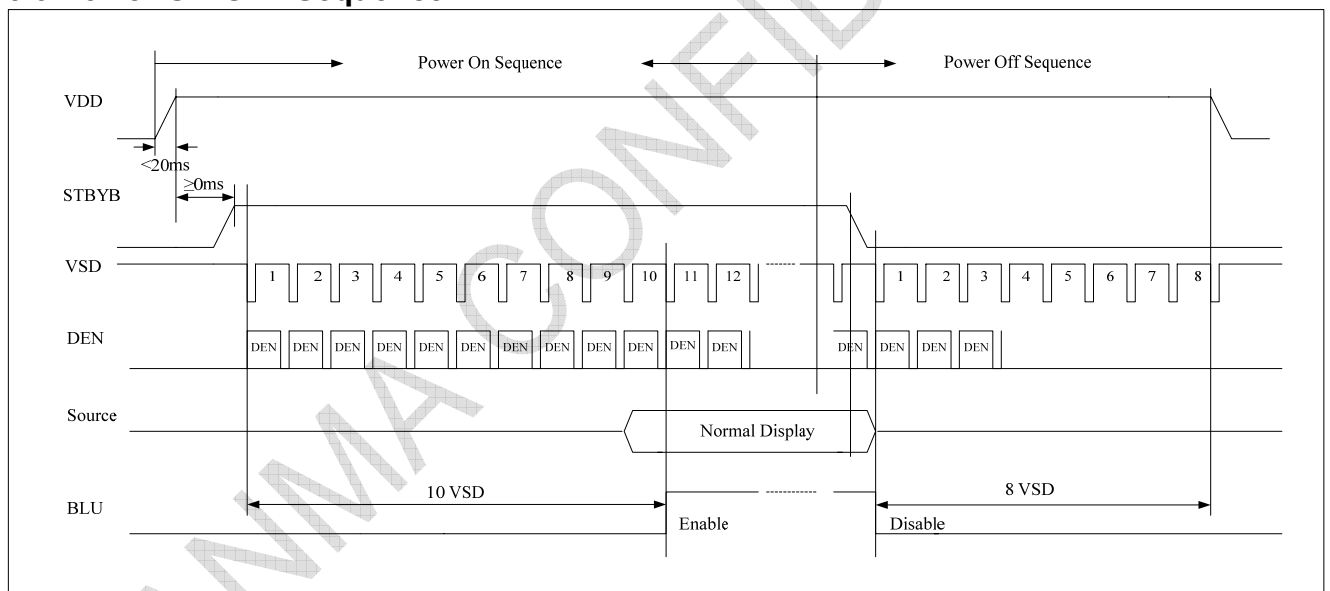 Power On Sequence Power Off Sequence
VDD
<20ms
≥0ms
STBYB
VSD 1 2 3 4 5 6 7 8 9 10 11 12 1 2 3 4 5 6 7 8
DEN DEN DEN DEN DEN DEN DEN DEN DEN DEN DEN DEN DEN DEN DEN DEN DEN
Source Normal Display
10 VSD 8 VSD
BLU Enable Disable